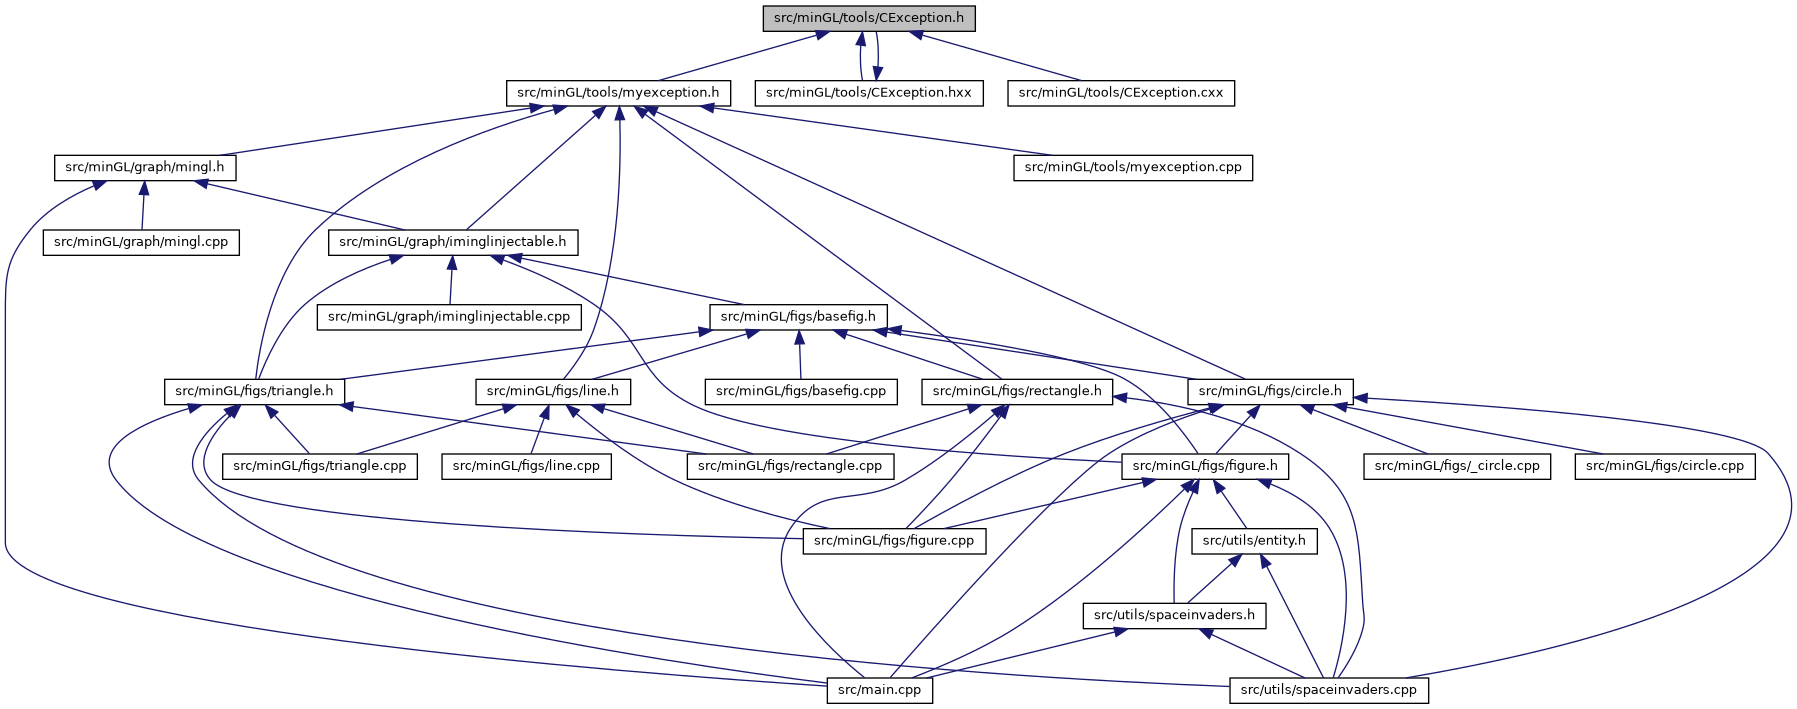 src/minGL/tools/CException.h
src/minGL/tools/myexception.h
src/minGL/tools/CException.hxx
src/minGL/tools/CException.cxx
src/minGL/graph/mingl.h
src/minGL/tools/myexception.cpp
src/minGL/graph/mingl.cpp
src/minGL/graph/iminglinjectable.h
src/minGL/graph/iminglinjectable.cpp
src/minGL/figs/basefig.h
src/minGL/figs/triangle.h
src/minGL/figs/line.h
src/minGL/figs/basefig.cpp
src/minGL/figs/rectangle.h
src/minGL/figs/circle.h
src/minGL/figs/triangle.cpp
src/minGL/figs/line.cpp
src/minGL/figs/rectangle.cpp
src/minGL/figs/figure.h
src/minGL/figs/_circle.cpp
src/minGL/figs/circle.cpp
src/minGL/figs/figure.cpp
src/utils/entity.h
src/utils/spaceinvaders.h
src/main.cpp
src/utils/spaceinvaders.cpp